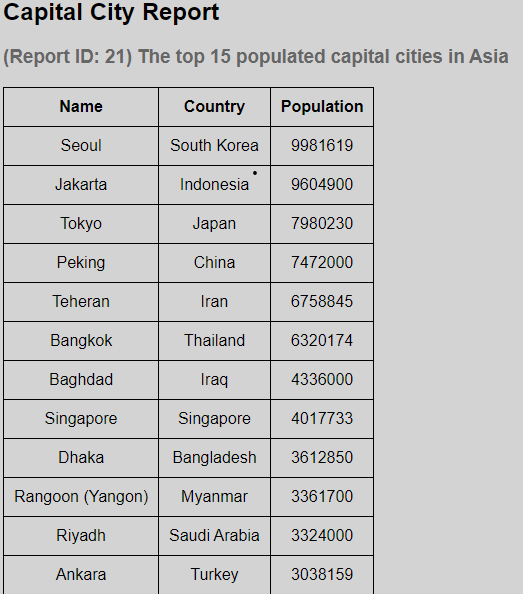 Capital City Report
(Report ID: 21) The top 15 populated capital cities in Asia
Name Country Population
Seoul South Korea 9981619
Jakarta Indonesia 9604900
Tokyo Japan 7980230
Peking China 7472000
Teheran Iran 6758845
Bangkok Thailand 6320174
Baghdad Iraq 4336000
Singapore Singapore 4017733
Dhaka Bangladesh 3612850
Rangoon (Yangon) Myanmar 3361700
Riyadh Saudi Arabia 3324000
Ankara Turkey 3038159